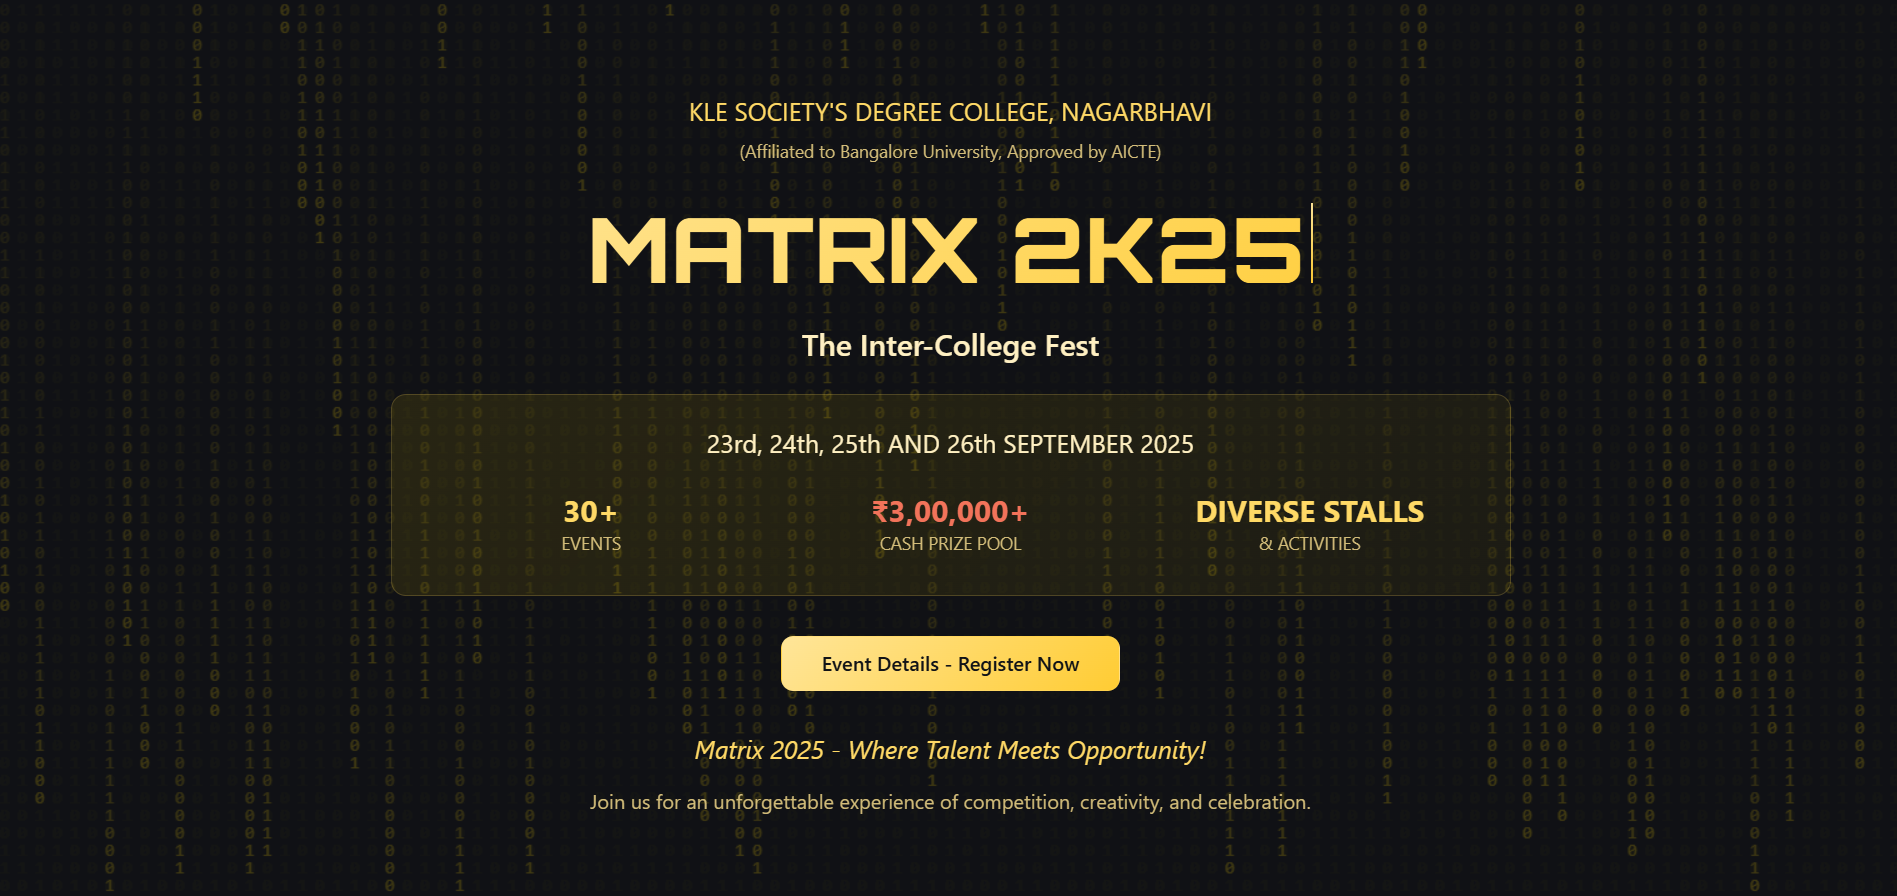 KLE SOCIETY'S DEGREE COLLEGE, NAGARBHAVI
(Affiliated to Bangalore University, Approved by AICTE)
MATRIX 2K25
The Inter-College Fest
23rd, 24th, 25th AND 26th SEPTEMBER 2025
30+
EVENTS
₹3,00,000+
CASH PRIZE POOL
DIVERSE STALLS
& ACTIVITIES
Event Details - Register Now
Matrix 2025 - Where Talent Meets Opportunity!
Join us for an unforgettable experience of competition, creativity, and celebration.